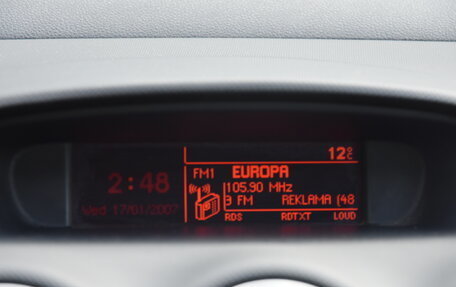 12°C
FM1 EUROPA
2:48
105.90 MHz
Wed 17/01/2007
3 FM REKLAMA (48
RDS RDTXT LOUD